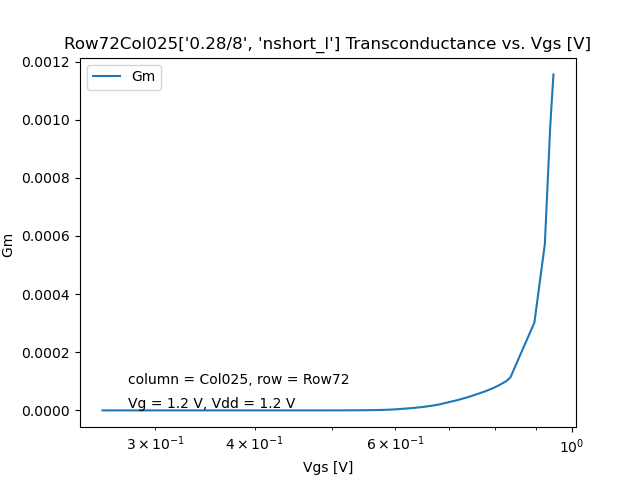 Row72Col025['0.28/8', 'nshort_l'] Transconductance vs. Vgs [V]
Gm
0.0012
0.0010
0.0008
0.0006
0.0004
0.0002
0.0000
Gm
column = Col025, row = Row72
Vg = 1.2 V, Vdd = 1.2 V
3 × 10⁻¹ 4 × 10⁻¹ 6 × 10⁻¹ 10⁰
Vgs [V]